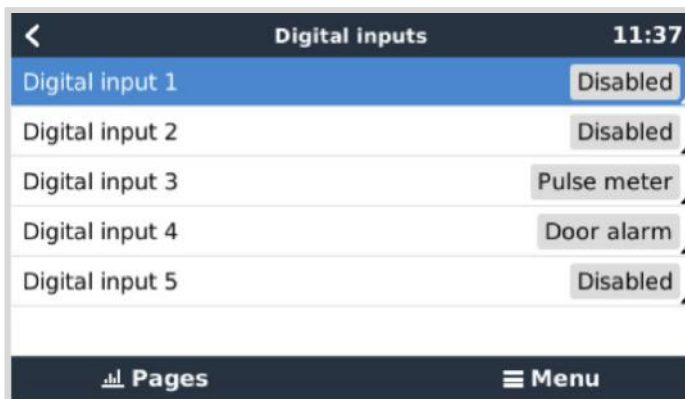 Digital inputs 11:37
Digital input 1 Disabled
Digital input 2 Disabled
Digital input 3 Pulse meter
Digital input 4 Door alarm
Digital input 5 Disabled
Pages Menu